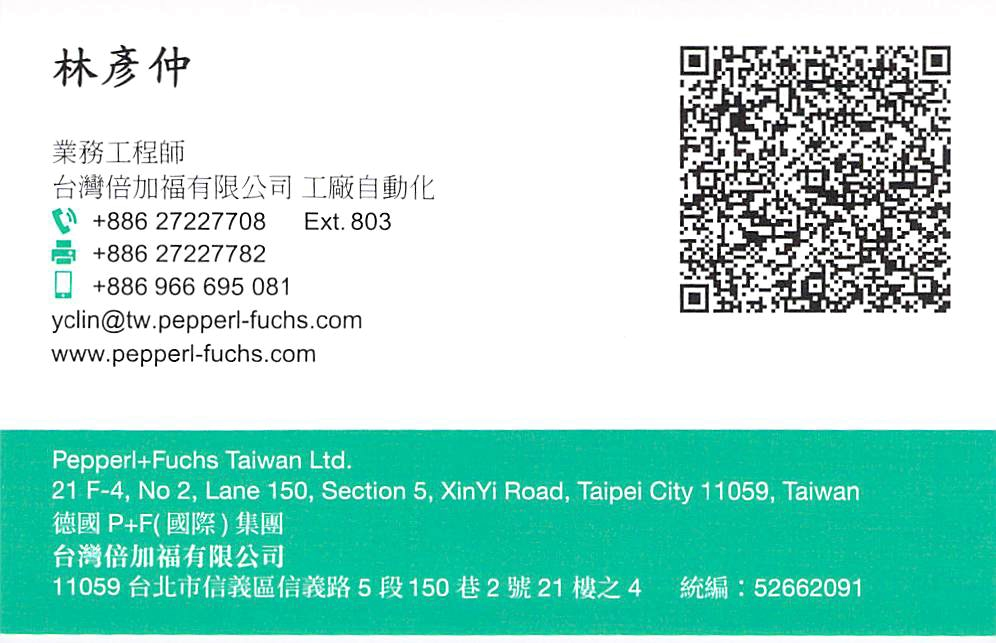 林彥仲
業務工程師
台灣倍加福有限公司 工廠自動化
+886 27227708 Ext. 803
+886 27227782
+886 966 695 081
yclin@tw.pepperl-fuchs.com
www.pepperl-fuchs.com
Pepperl+Fuchs Taiwan Ltd.
21 F-4, No 2, Lane 150, Section 5, XinYi Road, Taipei City 11059, Taiwan
德國 P+F(國際)集團
台灣倍加福有限公司
11059 台北市信義區信義路 5 段 150 巷 2 號 21 樓之 4 統編：52662091